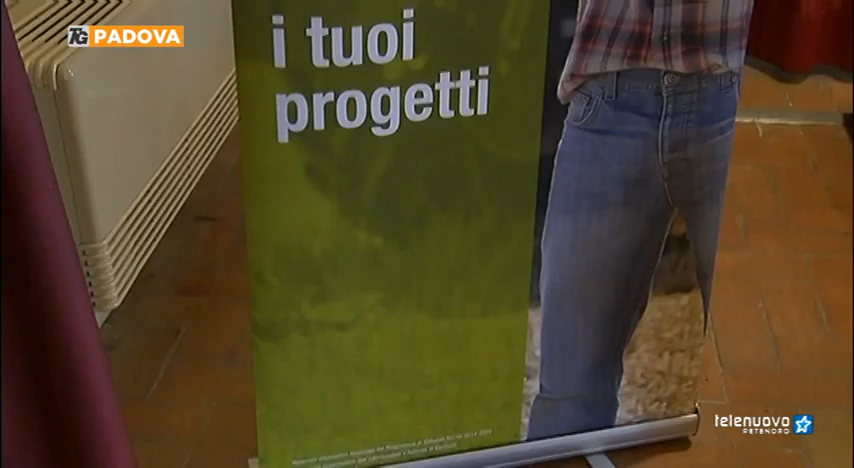 TG PADOVA
i tuoi
progetti
telenuovo
RETENORD